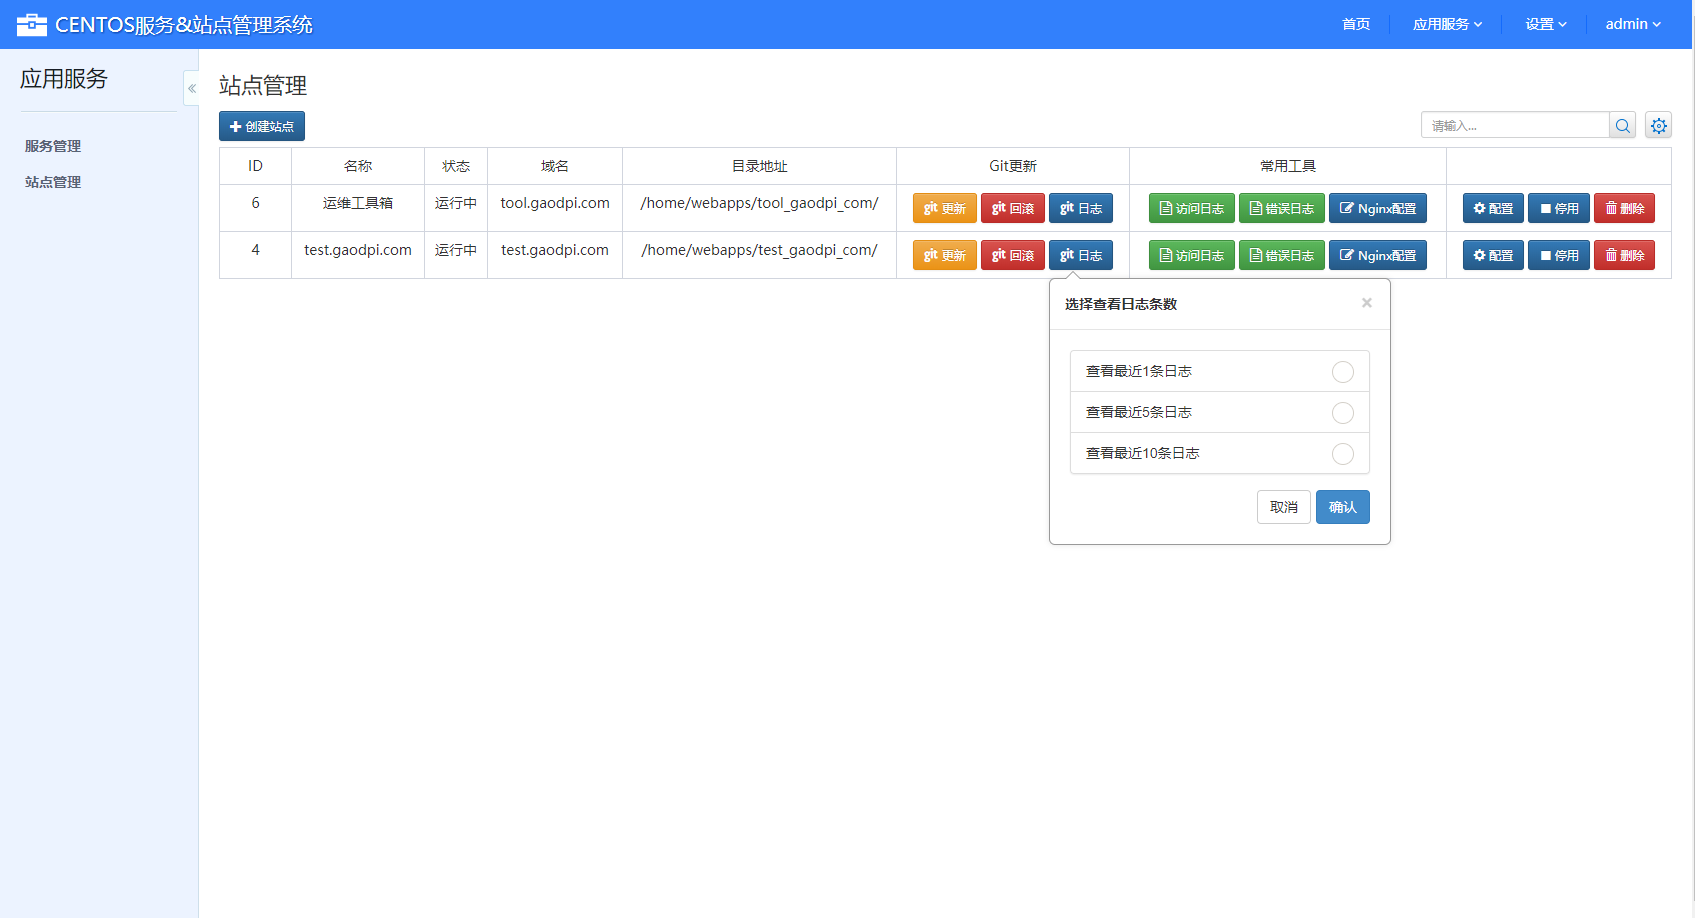 CENTOS服务&站点管理系统 首页 应用服务 设置 admin
应用服务
服务管理
站点管理
站点管理
创建站点 请输入...
ID 名称 状态 域名 目录地址 Git更新 常用工具
6 运维工具箱 运行中 tool.gaodpi.com /home/webapps/tool_gaodpi_com/ git 更新 git 回滚 git 日志 访问日志 错误日志 Nginx配置 配置 停用 删除
4 test.gaodpi.com 运行中 test.gaodpi.com /home/webapps/test_gaodpi_com/ git 更新 git 回滚 git 日志 访问日志 错误日志 Nginx配置 配置 停用 删除
选择查看日志条数 ×
查看最近1条日志
查看最近5条日志
查看最近10条日志
取消 确认